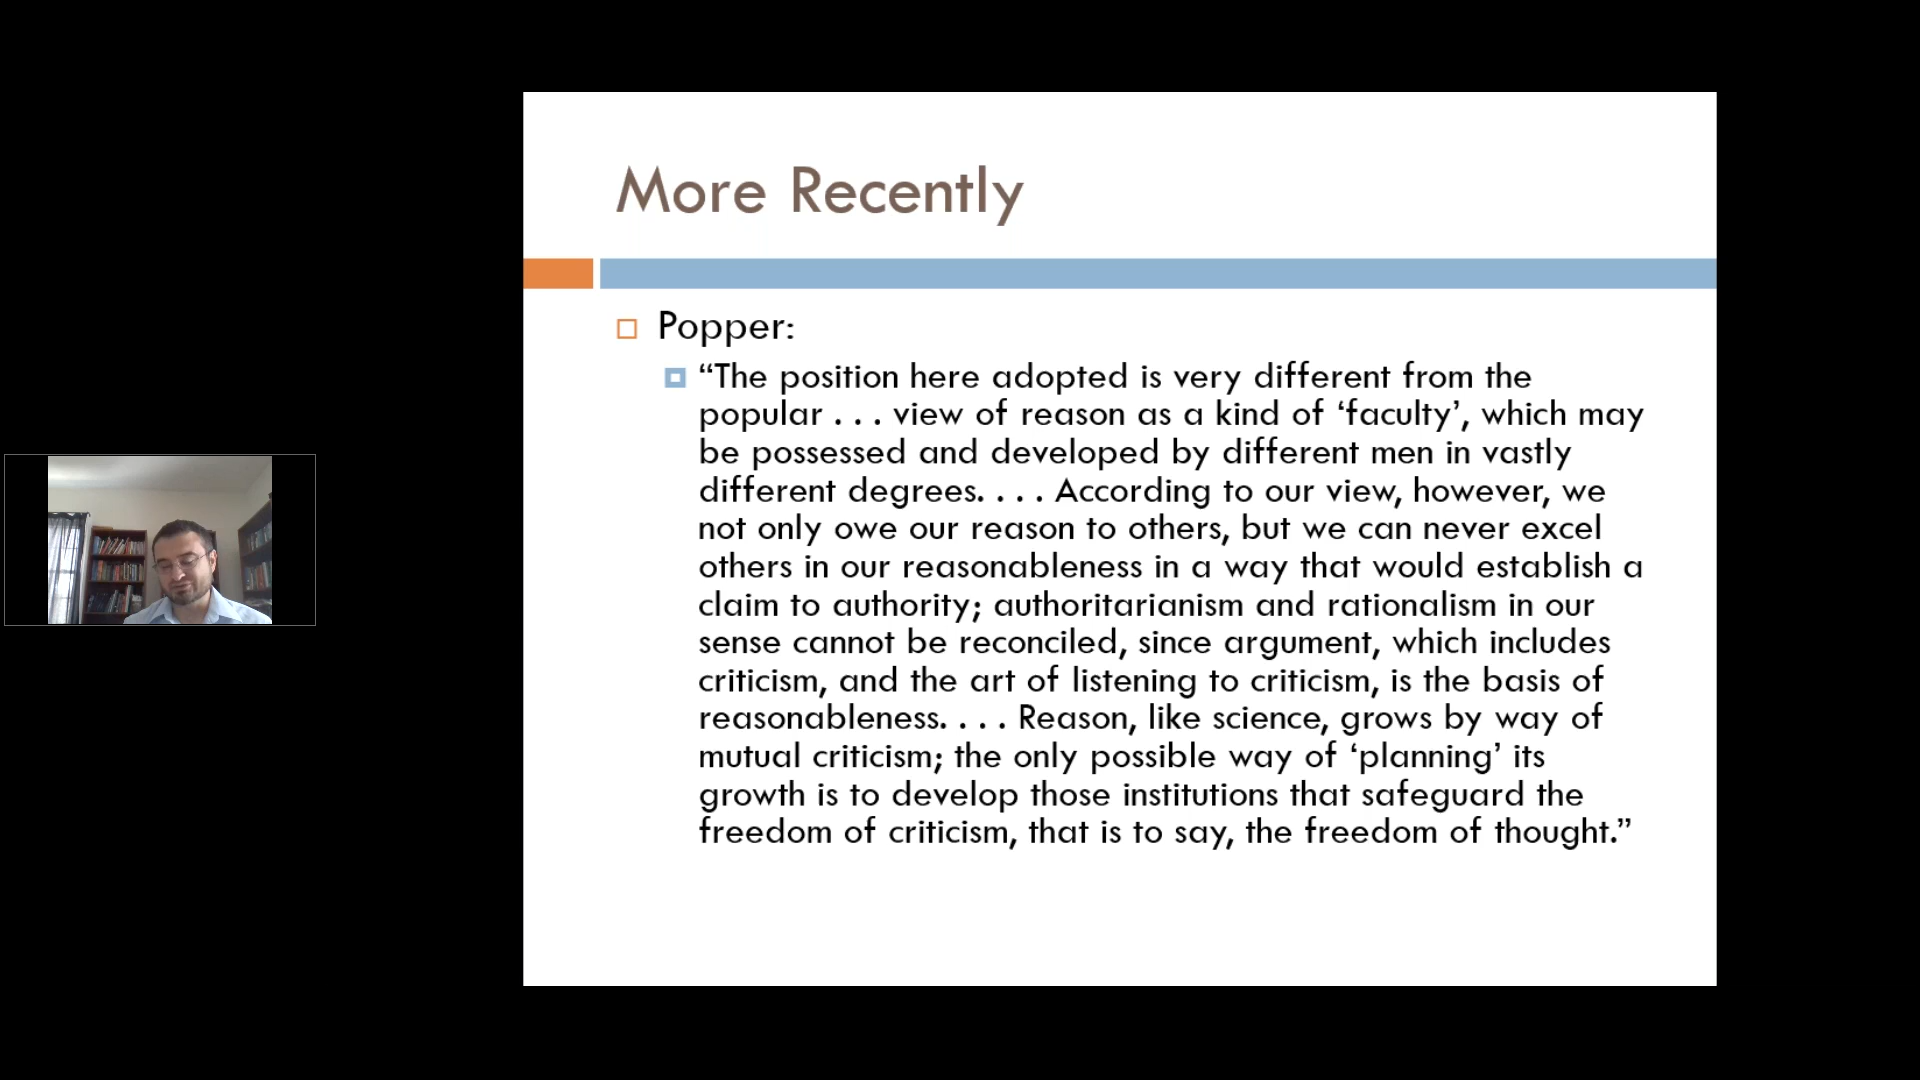 More Recently
Popper:
“The position here adopted is very different from the
popular . . . view of reason as a kind of ‘faculty’, which may
be possessed and developed by different men in vastly
different degrees. . . . According to our view, however, we
not only owe our reason to others, but we can never excel
others in our reasonableness in a way that would establish a
claim to authority; authoritarianism and rationalism in our
sense cannot be reconciled, since argument, which includes
criticism, and the art of listening to criticism, is the basis of
reasonableness. . . . Reason, like science, grows by way of
mutual criticism; the only possible way of ‘planning’ its
growth is to develop those institutions that safeguard the
freedom of criticism, that is to say, the freedom of thought.”